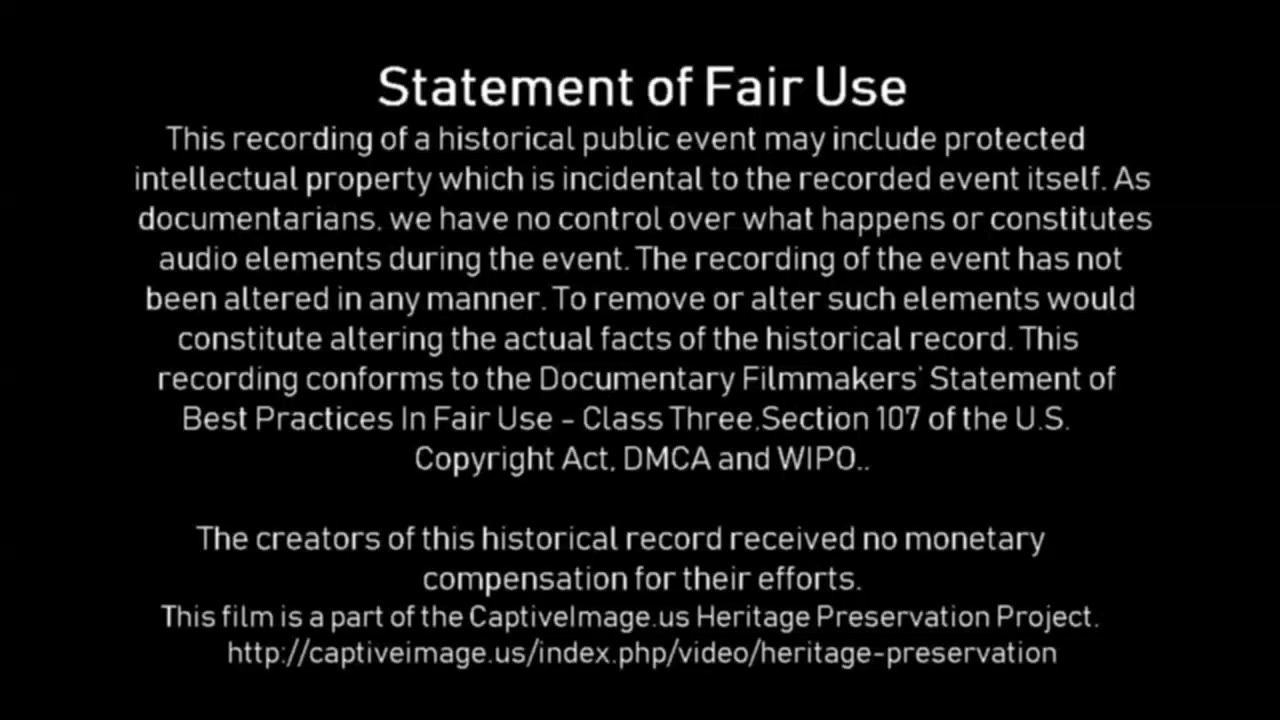 Statement of Fair Use
This recording of a historical public event may include protected
intellectual property which is incidental to the recorded event itself. As
documentarians, we have no control over what happens or constitutes
audio elements during the event. The recording of the event has not
been altered in any manner. To remove or alter such elements would
constitute altering the actual facts of the historical record. This
recording conforms to the Documentary Filmmakers' Statement of
Best Practices In Fair Use - Class Three,Section 107 of the U.S.
Copyright Act, DMCA and WIPO..
The creators of this historical record received no monetary
compensation for their efforts.
This film is a part of the CaptiveImage.us Heritage Preservation Project.
http://captiveimage.us/index.php/video/heritage-preservation